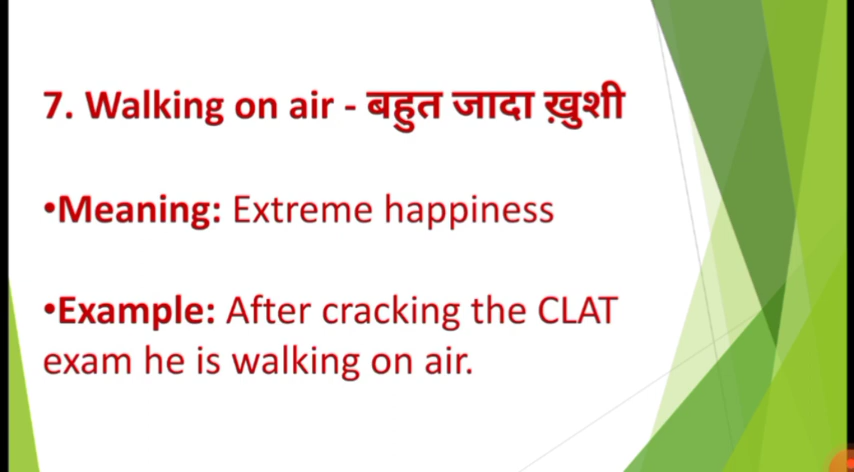 7. Walking on air - बहुत जादा ख़ुशी
•Meaning: Extreme happiness
•Example: After cracking the CLAT
exam he is walking on air.